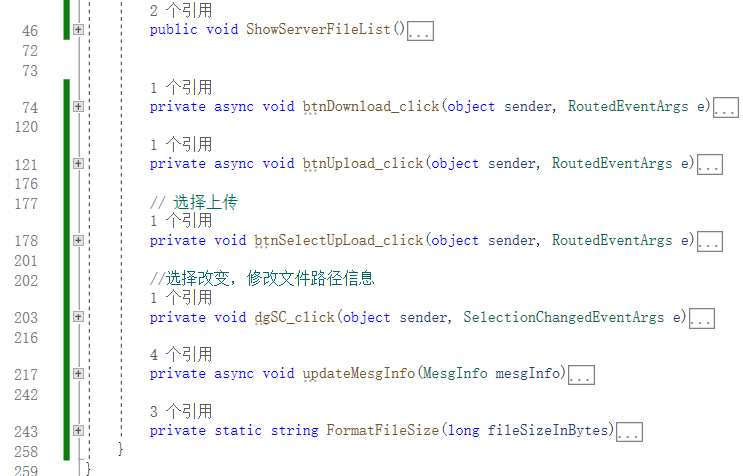 2 个引用
46 public void ShowServerFileList()...
72
73
1 个引用
74 private async void btnDownload_click(object sender, RoutedEventArgs e)...
120
1 个引用
121 private async void btnUpload_click(object sender, RoutedEventArgs e)...
176
177 // 选择上传
1 个引用
178 private void btnSelectUpLoad_click(object sender, RoutedEventArgs e)...
201
202 //选择改变，修改文件路径信息
1 个引用
203 private void dgSC_click(object sender, SelectionChangedEventArgs e)...
216
4 个引用
217 private async void updateMesgInfo(MesgInfo mesgInfo)...
242
3 个引用
243 private static string FormatFileSize(long fileSizeInBytes)...
258 }
259 }